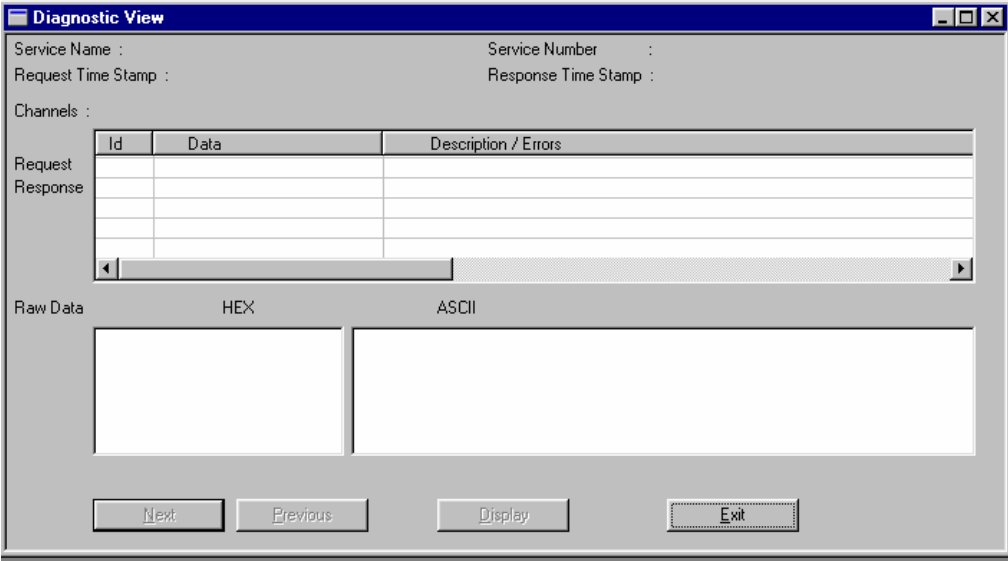 Diagnostic View
Service Name : Service Number :
Request Time Stamp : Response Time Stamp :
Channels :
Id Data Description / Errors
Request
Response
Raw Data HEX ASCII
Next Previous Display Exit